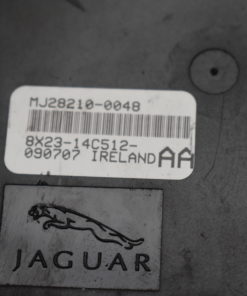 MJ28210-0048
8X23-14C512-
090707 IRELAND AA
JAGUAR